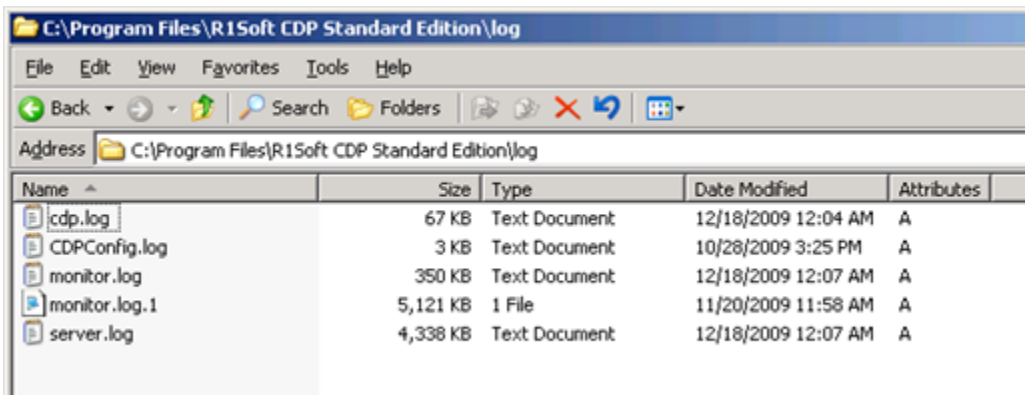 C:\Program Files\R1Soft CDP Standard Edition\log
File Edit View Favorites Tools Help
Back Search Folders
Address C:\Program Files\R1Soft CDP Standard Edition\log
Name Size Type Date Modified Attributes
cdp.log 67 KB Text Document 12/18/2009 12:04 AM A
CDPConfig.log 3 KB Text Document 10/28/2009 3:25 PM A
monitor.log 350 KB Text Document 12/18/2009 12:07 AM A
monitor.log.1 5,121 KB 1 File 11/20/2009 11:58 AM A
server.log 4,338 KB Text Document 12/18/2009 12:07 AM A